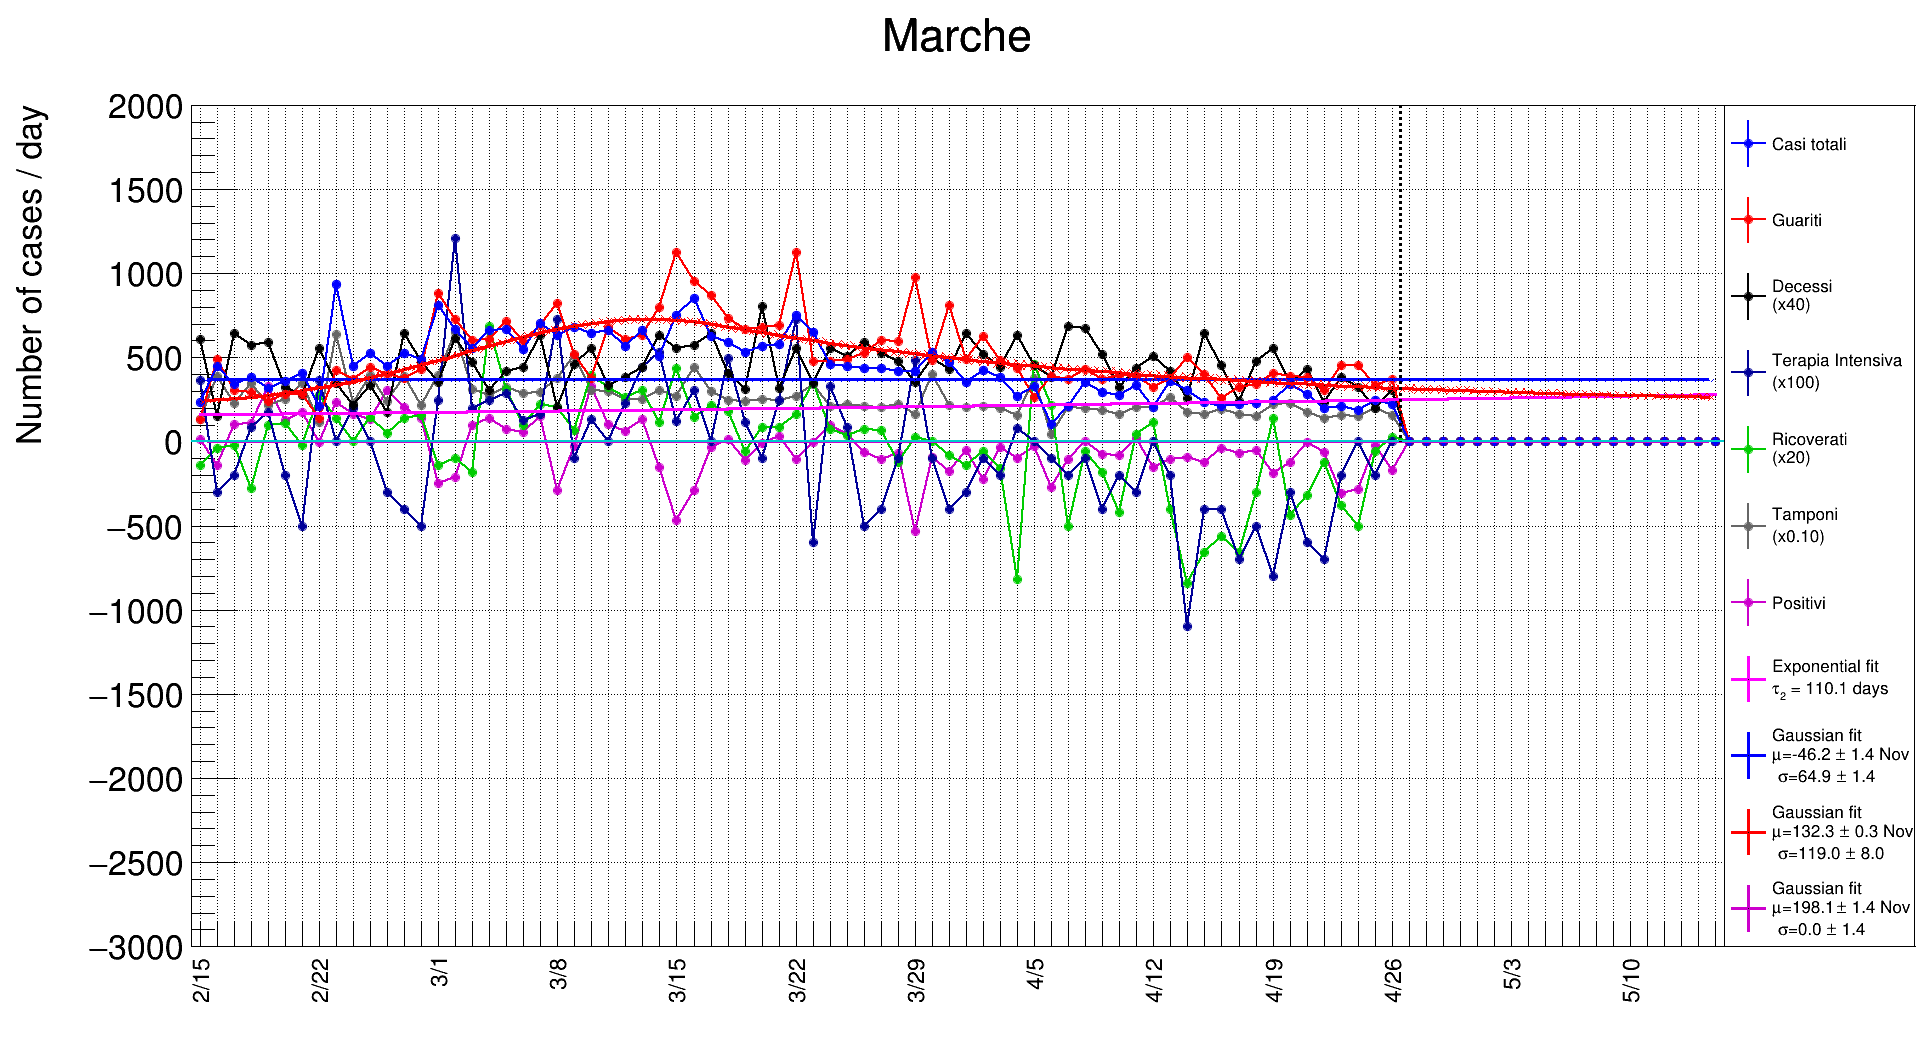 Marche
Number of cases / day
2000
1500
1000
500
0
−500
−1000
−1500
−2000
−2500
−3000
2/15
2/22
3/1
3/8
3/15
3/22
3/29
4/5
4/12
4/19
4/26
5/3
5/10
Casi totali
Guariti
Decessi
(x40)
Terapia Intensiva
(x100)
Ricoverati
(x20)
Tamponi
(x0.10)
Positivi
Exponential fit
τ2 = 110.1 days
Gaussian fit
μ=-46.2 ± 1.4 Nov
σ=64.9 ± 1.4
Gaussian fit
μ=132.3 ± 0.3 Nov
σ=119.0 ± 8.0
Gaussian fit
μ=198.1 ± 1.4 Nov
σ=0.0 ± 1.4